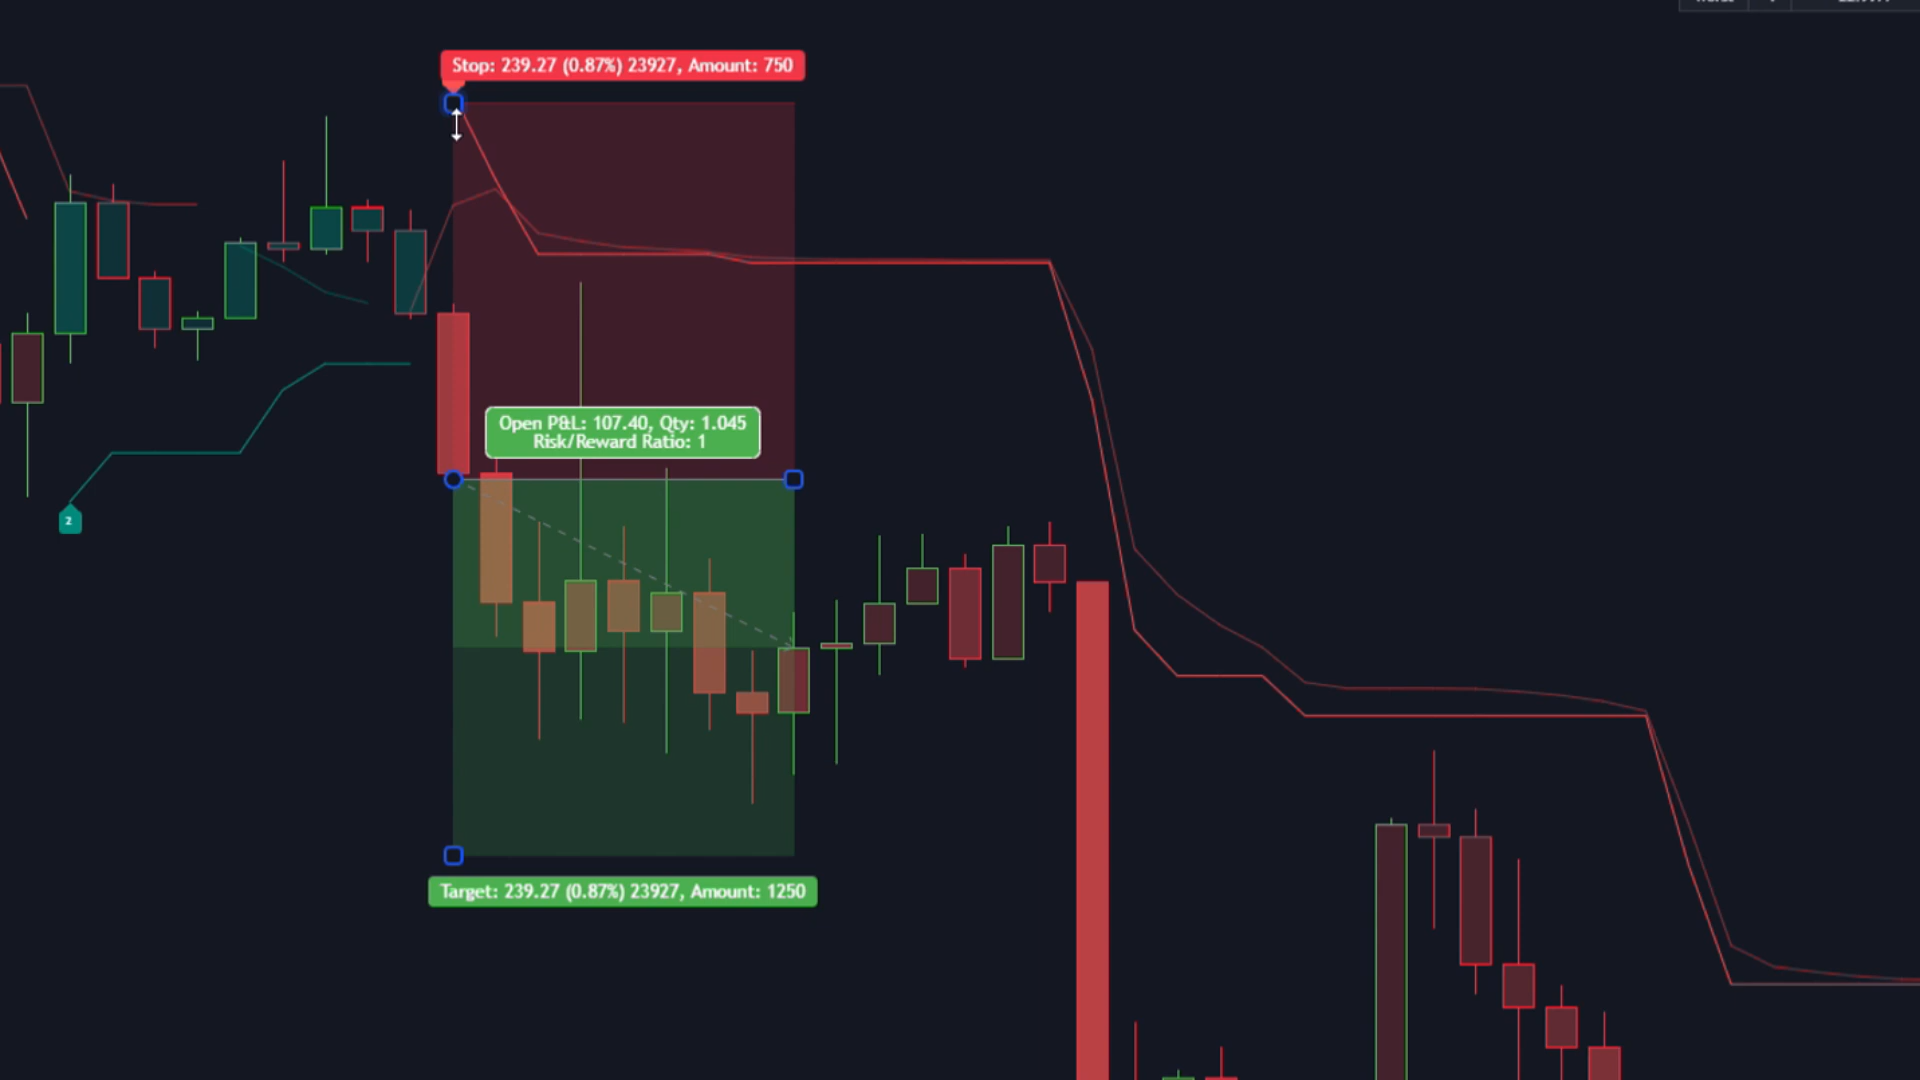 Stop: 239.27 (0.87%) 23927, Amount: 750
Open P&L: 107.40, Qty: 1.045
Risk/Reward Ratio: 1
2
Target: 239.27 (0.87%) 23927, Amount: 1250